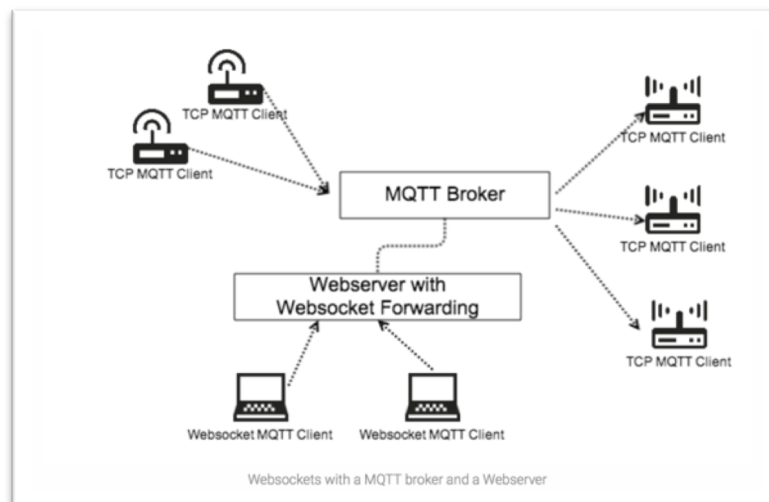 TCP MQTT Client
TCP MQTT Client
TCP MQTT Client
MQTT Broker
TCP MQTT Client
Webserver with
Websocket Forwarding
TCP MQTT Client
Websocket MQTT Client
Websocket MQTT Client
Websockets with a MQTT broker and a Webserver